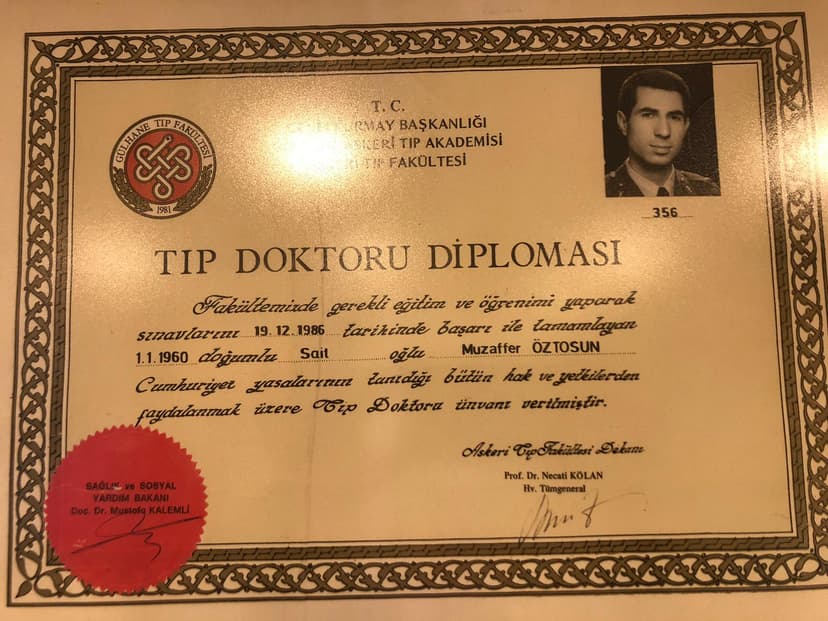 T. C.
BAŞKANLIĞI
ASKERİ TIP AKADEMİSİ
TIP FAKÜLTESİ
GÜLHANE TIP FAKÜLTESİ
1981
356
TIP DOKTORU DİPLOMASI
Fakültemizde gerekli eğitim ve öğrenimi yaparak
sınavlarını 19.12.1986 tarihinde başarı ile tamamlayan
1.1.1960 doğumlu Sait oğlu Muzaffer ÖZTOSUN
Cumhuriyet yasalarının tanıdığı bütün hak ve yetkilerden
faydalanmak üzere Tıp Doktoru ünvanı verilmiştir.
Askeri Tıp Fakültesi Dekanı
Prof. Dr. Necati KÖLAN
Hv. Tümgeneral
SAĞLIK ve SOSYAL
YARDIM BAKANI
Doç. Dr. Mustafa KALEMLİ